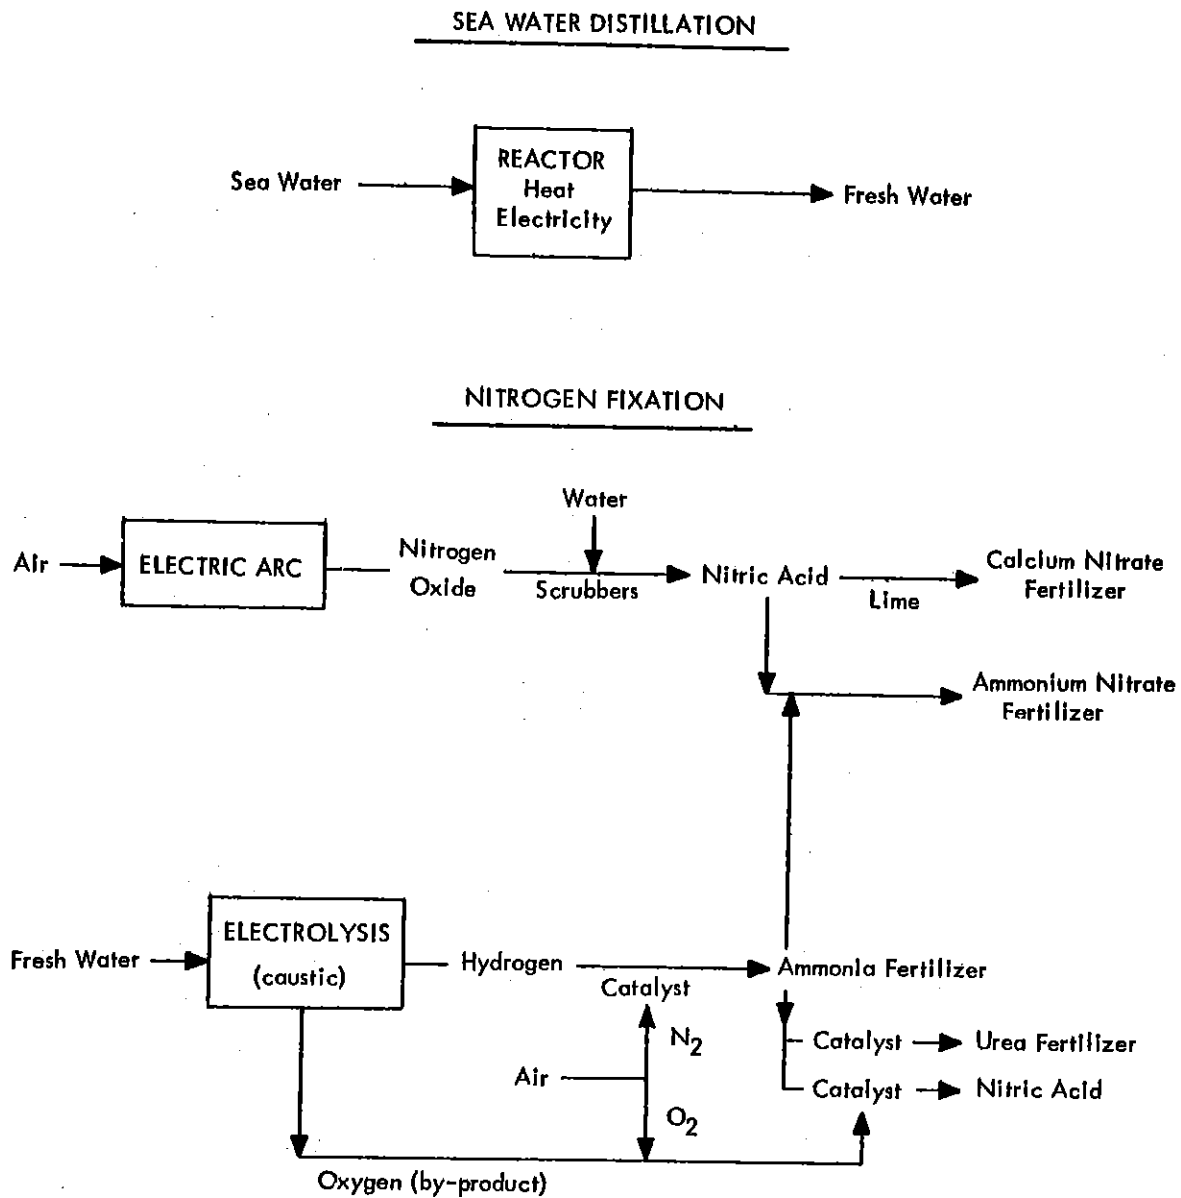 SEA WATER DISTILLATION
REACTOR
Heat
Electricity
Sea Water
Fresh Water
NITROGEN FIXATION
Water
Air
ELECTRIC ARC
Nitrogen
Oxide
Scrubbers
Nitric Acid
Lime
Calcium Nitrate
Fertilizer
Ammonium Nitrate
Fertilizer
Fresh Water
ELECTROLYSIS
(caustic)
Hydrogen
Catalyst
Ammonia Fertilizer
N2
Air
O2
Catalyst
Urea Fertilizer
Catalyst
Nitric Acid
Oxygen (by-product)